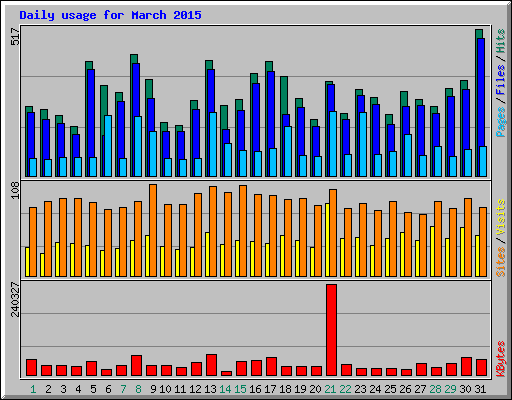 Daily usage for March 2015
517
Pages / Files / Hits
108
Sites / Visits
240327
KBytes
1 2 3 4 5 6 7 8 9 10 11 12 13 14 15 16 17 18 19 20 21 22 23 24 25 26 27 28 29 30 31